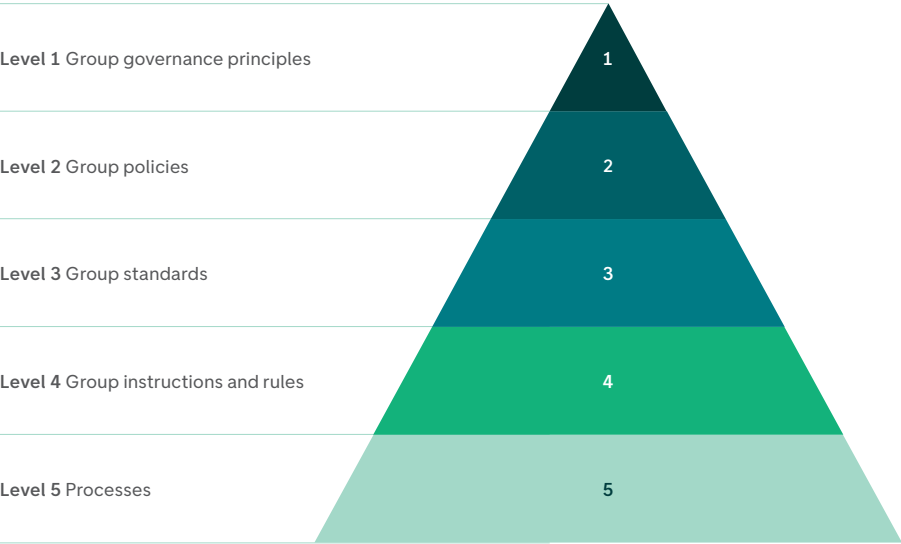 Level 1 Group governance principles
1
Level 2 Group policies
2
Level 3 Group standards
3
Level 4 Group instructions and rules
4
Level 5 Processes
5